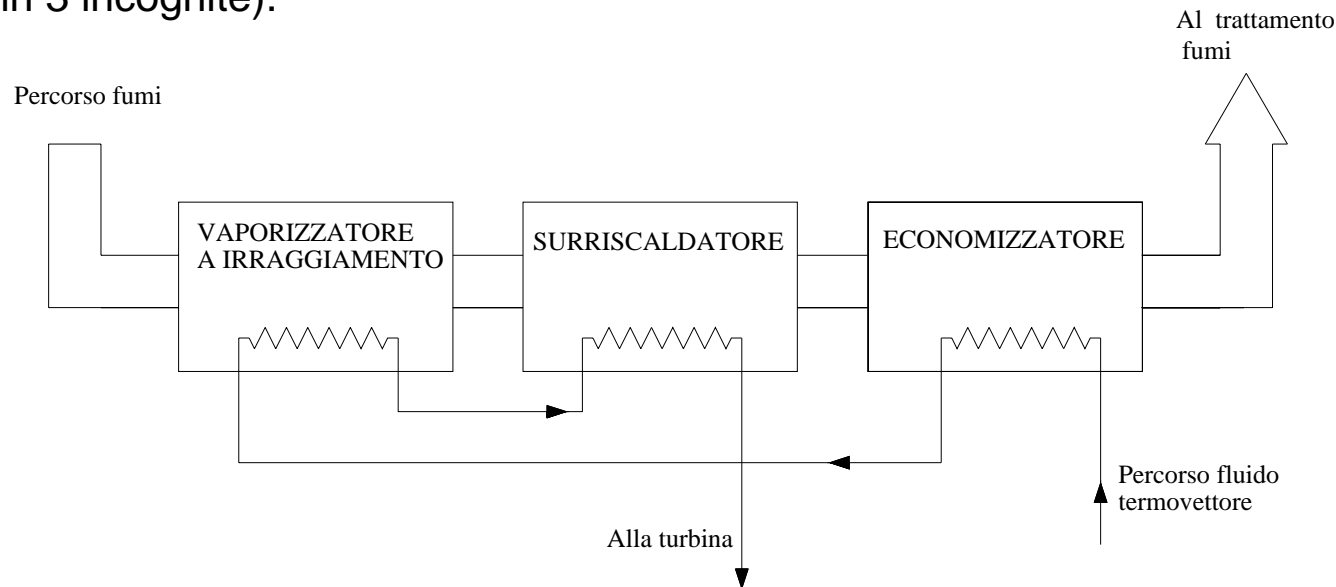 in 3 incognite).
Al trattamento
fumi
Percorso fumi
VAPORIZZATORE
A IRRAGGIAMENTO
SURRISCALDATORE
ECONOMIZZATORE
Percorso fluido
termovettore
Alla turbina